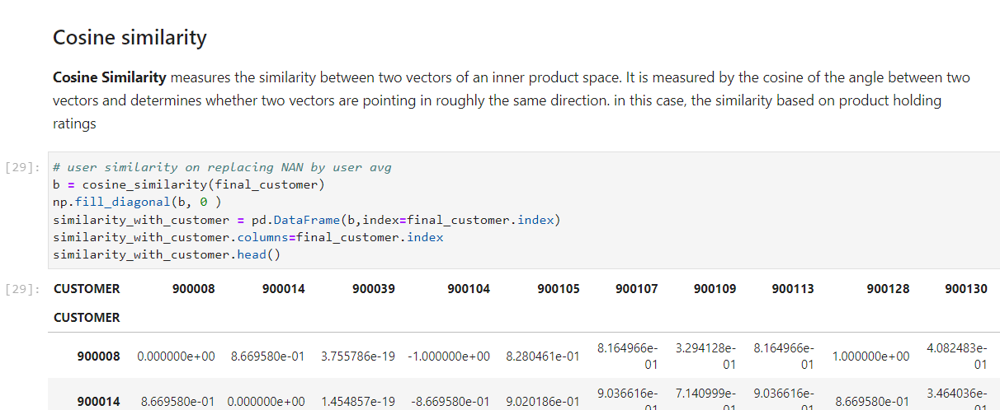 Cosine similarity
Cosine Similarity measures the similarity between two vectors of an inner product space. It is measured by the cosine of the angle between two
vectors and determines whether two vectors are pointing in roughly the same direction. in this case, the similarity based on product holding
ratings
[29]: # user similarity on replacing NAN by user avg
b = cosine_similarity(final_customer)
np.fill_diagonal(b, 0 )
similarity_with_customer = pd.DataFrame(b,index=final_customer.index)
similarity_with_customer.columns=final_customer.index
similarity_with_customer.head()
[29]: CUSTOMER 900008 900014 900039 900104 900105 900107 900109 900113 900128 900130
CUSTOMER
900008 0.000000e+00 8.669580e-01 3.755786e-19 -1.000000e+00 8.280461e-01 8.164966e-01 3.294128e-01 8.164966e-01 1.000000e+00 4.082483e-01
900014 8.669580e-01 0.000000e+00 1.454857e-19 -8.669580e-01 9.020186e-01 9.036616e-01 7.140999e-01 9.036616e-01 8.669580e-01 3.464036e-01